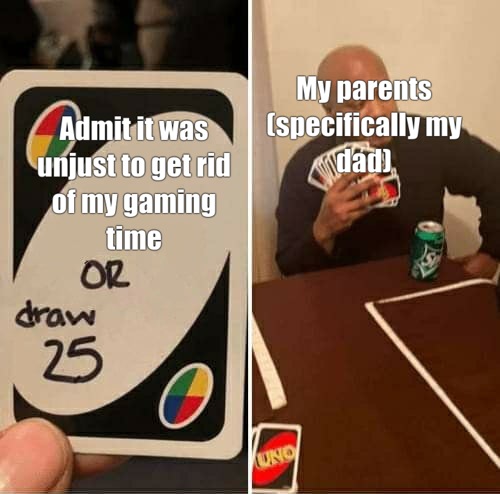 Admit it was
unjust to get rid
of my gaming
time
OR
draw
25
My parents
(specifically my
dad)
UNO